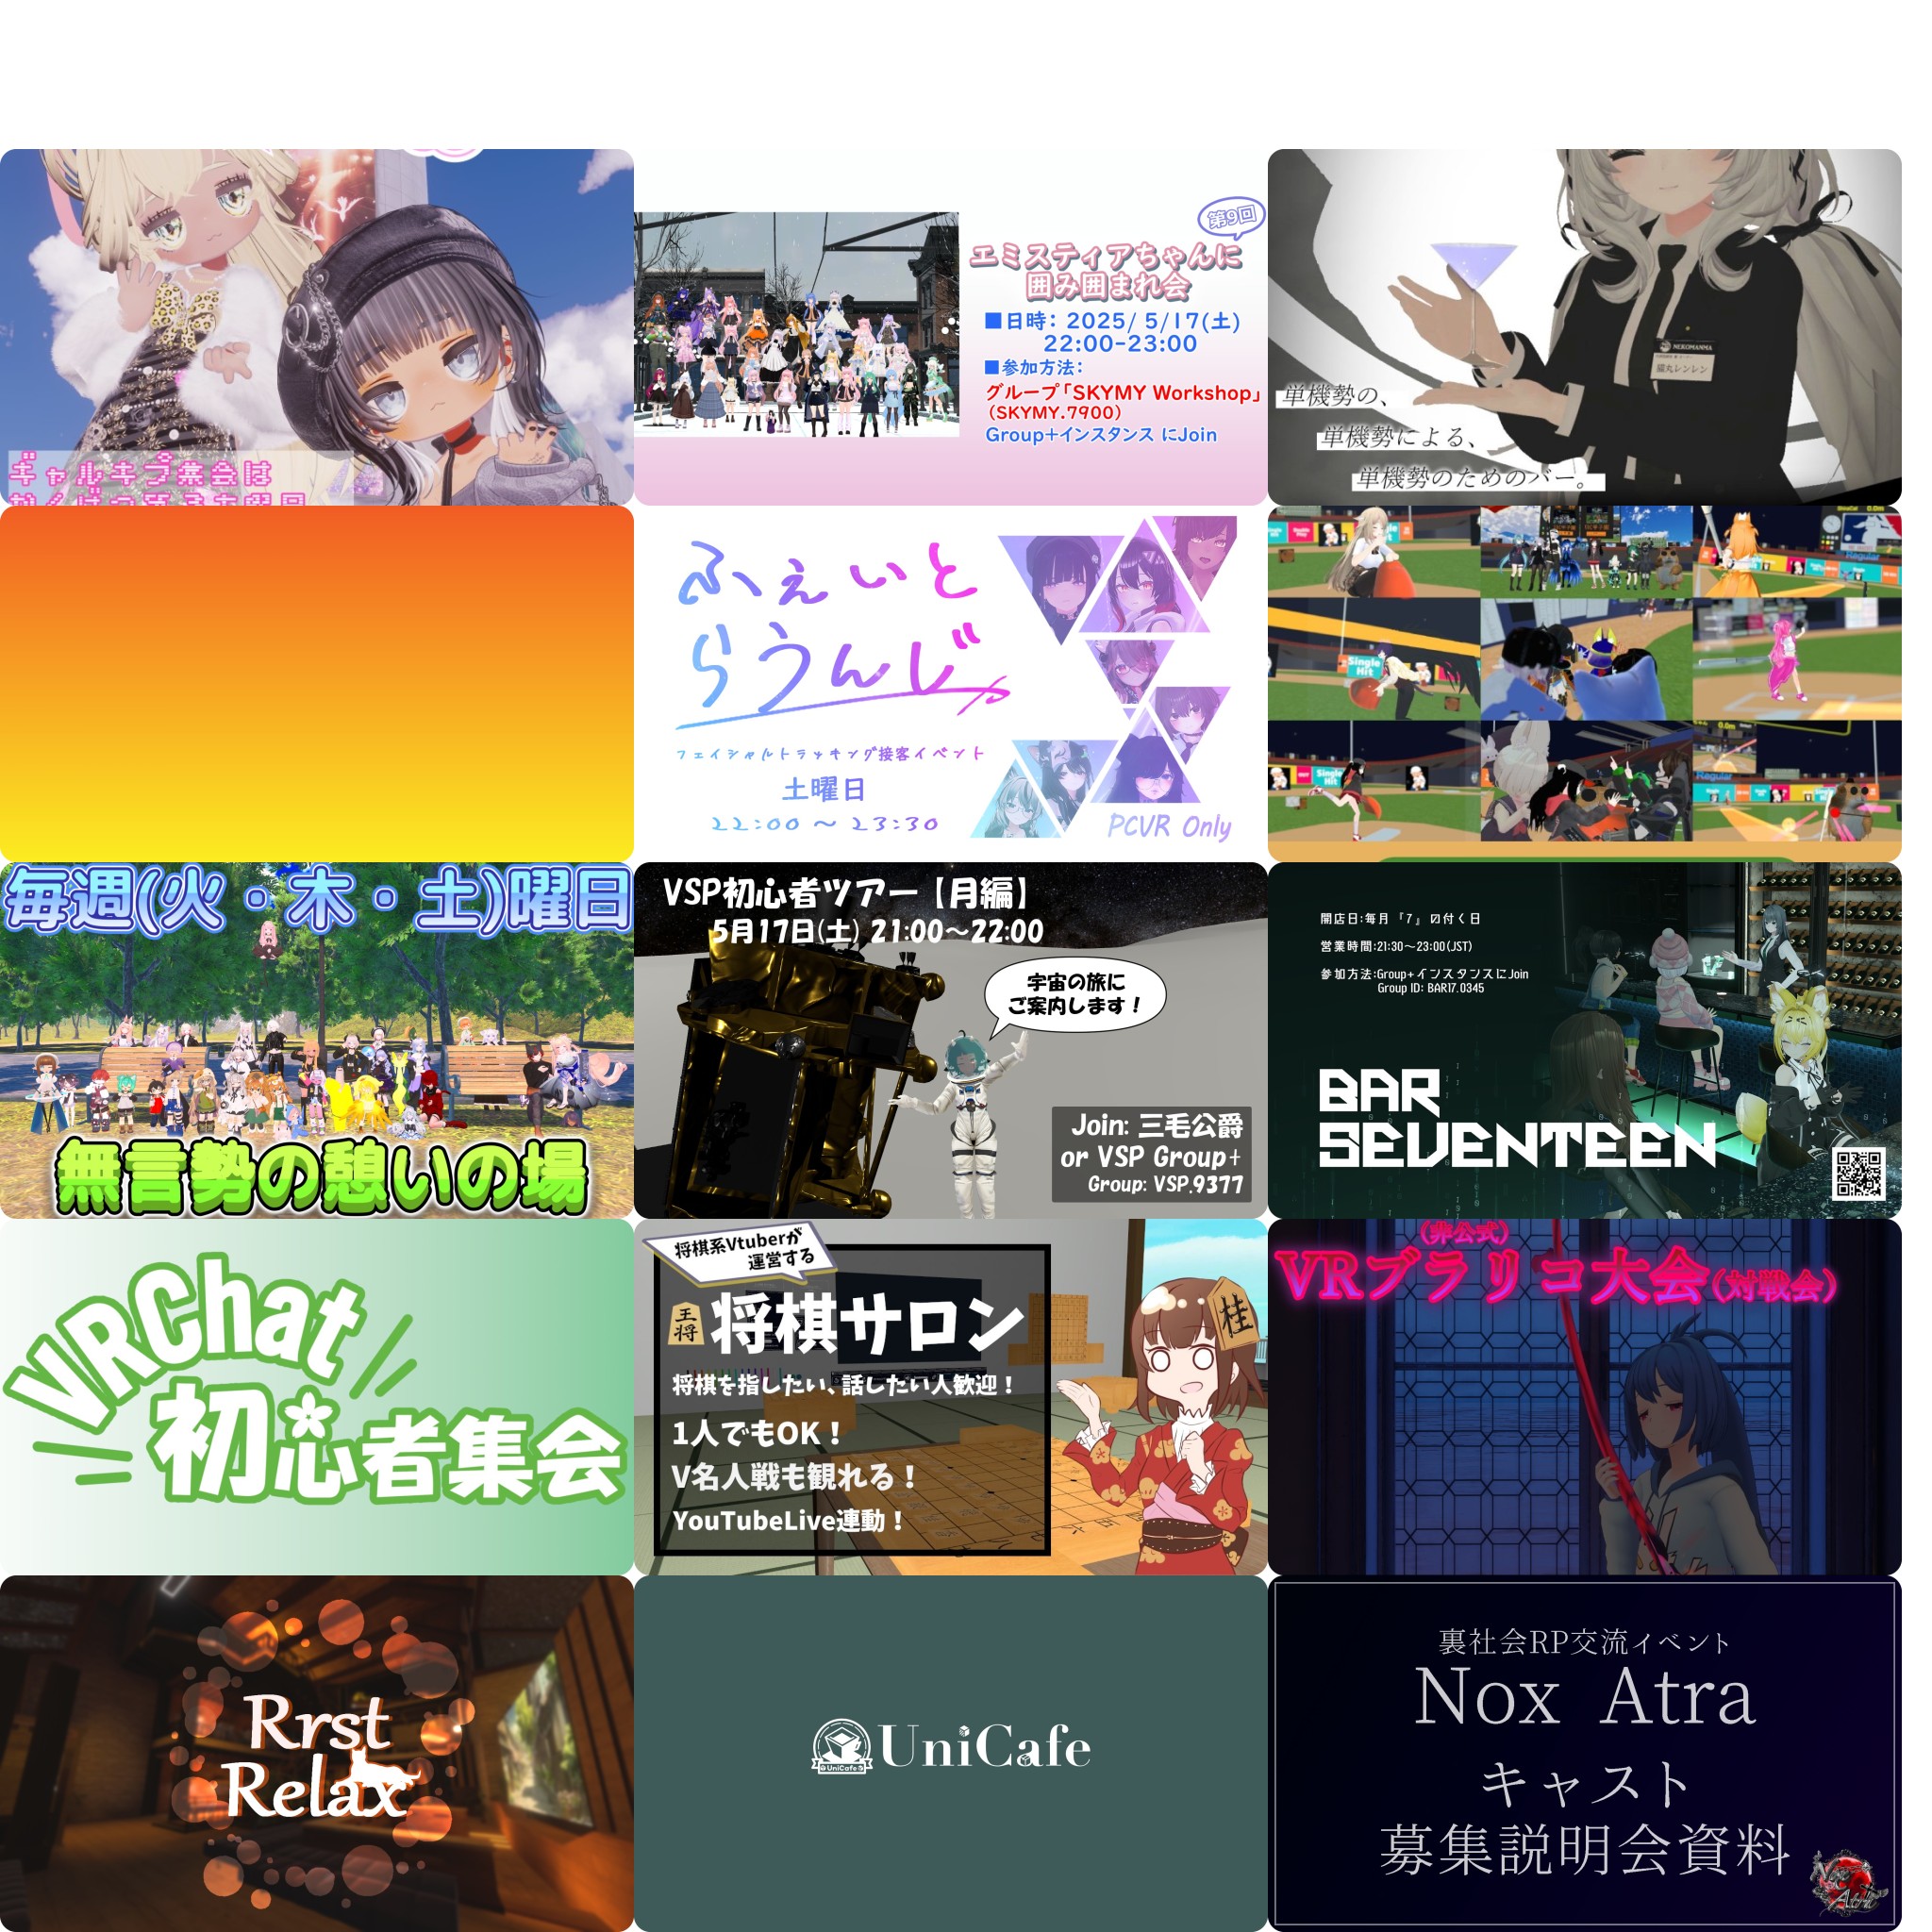 ギャルキプ集会は
第9回
エミスティアちゃんに
囲み囲まれ会
■日時: 2025/ 5/17(土)
22:00-23:00
■参加方法:
グループ「SKYMY Workshop」
(SKYMY.7900)
Group+インスタンス にJoin
NEKOMANMA
単機勢の、
単機勢による、
単機勢のためのバー。
ふぇいと
らうんじ
フェイシャルトラッキング接客イベント
土曜日
22:00 〜 23:30
PCVR Only
Single
Hit
Single
Hit
Regular
毎週(火・木・土)曜日
無言勢の憩いの場
VSP初心者ツアー【月編】
5月17日(土) 21:00〜22:00
宇宙の旅に
ご案内します!
Join: 三毛公爵
or VSP Group+
Group: VSP.9377
開店日:毎月『7』の付く日
営業時間:21:30〜23:00(JST)
参加方法:Group+インスタンスにJoin
Group ID: BAR17.0345
BAR
SEVENTEEN
VRChat
初心者集会
将棋系Vtuberが
運営する
王将
将棋サロン
将棋を指したい、話したい人歓迎!
1人でもOK!
V名人戦も観れる!
YouTubeLive連動!
桂
(非公式)
VRブラリコ大会(対戦会)
Rrst
Relax
UniCafe
UniCafe
裏社会RP交流イベント
Nox Atra
キャスト
募集説明会資料
Nox
Atra